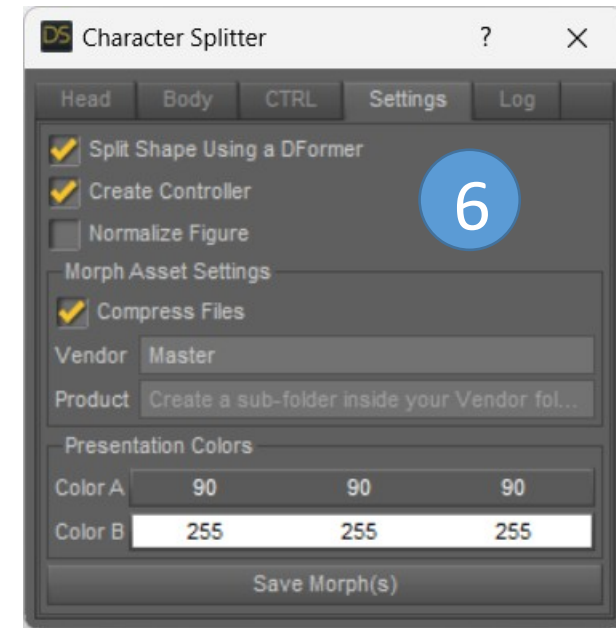 DS Character Splitter ?
Head Body CTRL Settings Log
Split Shape Using a DFormer
Create Controller
6
Normalize Figure
Morph Asset Settings
Compress Files
Vendor Master
Product Create a sub-folder inside your Vendor fol...
Presentation Colors
Color A 90 90 90
Color B 255 255 255
Save Morph(s)